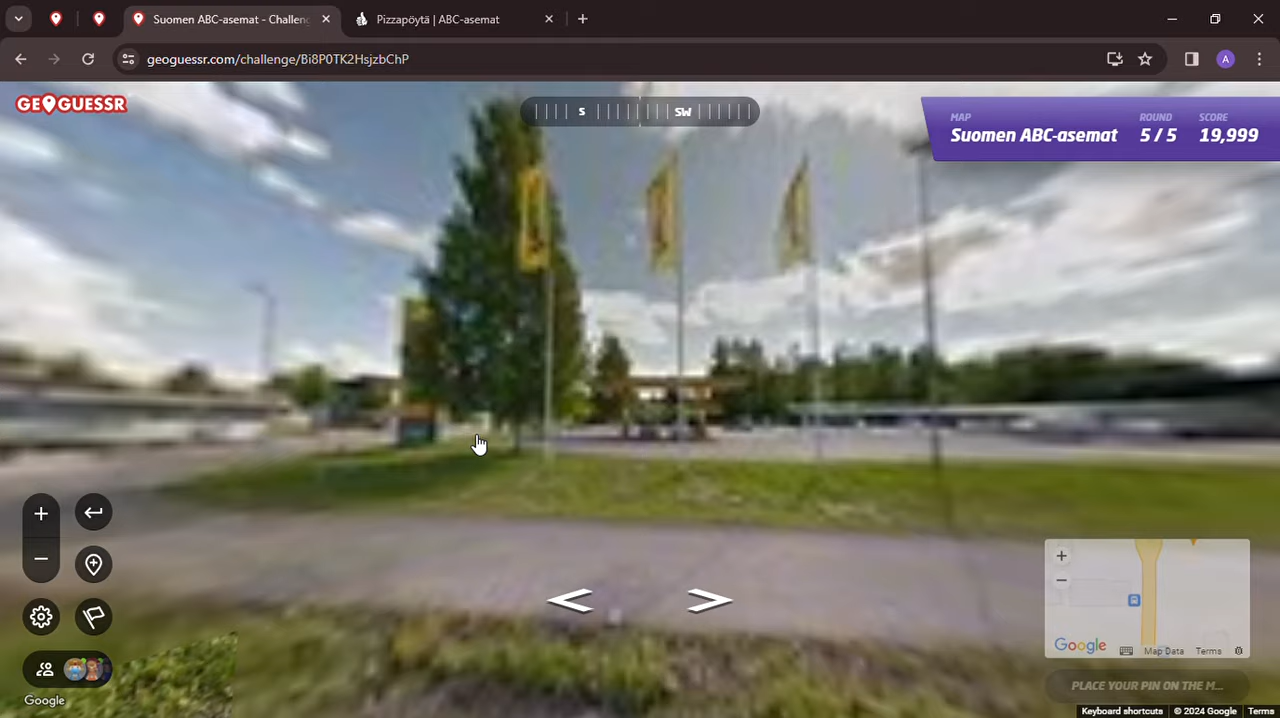 Suomen ABC-asemat - Challeng
Pizzapöytä | ABC-asemat
geoguessr.com/challenge/Bi8P0TK2HsjzbChP
A
GEOGUESSR
S
SW
MAP
ROUND
SCORE
Suomen ABC-asemat
5 / 5
19,999
Google
Map Data
Terms
PLACE YOUR PIN ON THE M...
Google
Keyboard shortcuts
© 2024 Google
Terms